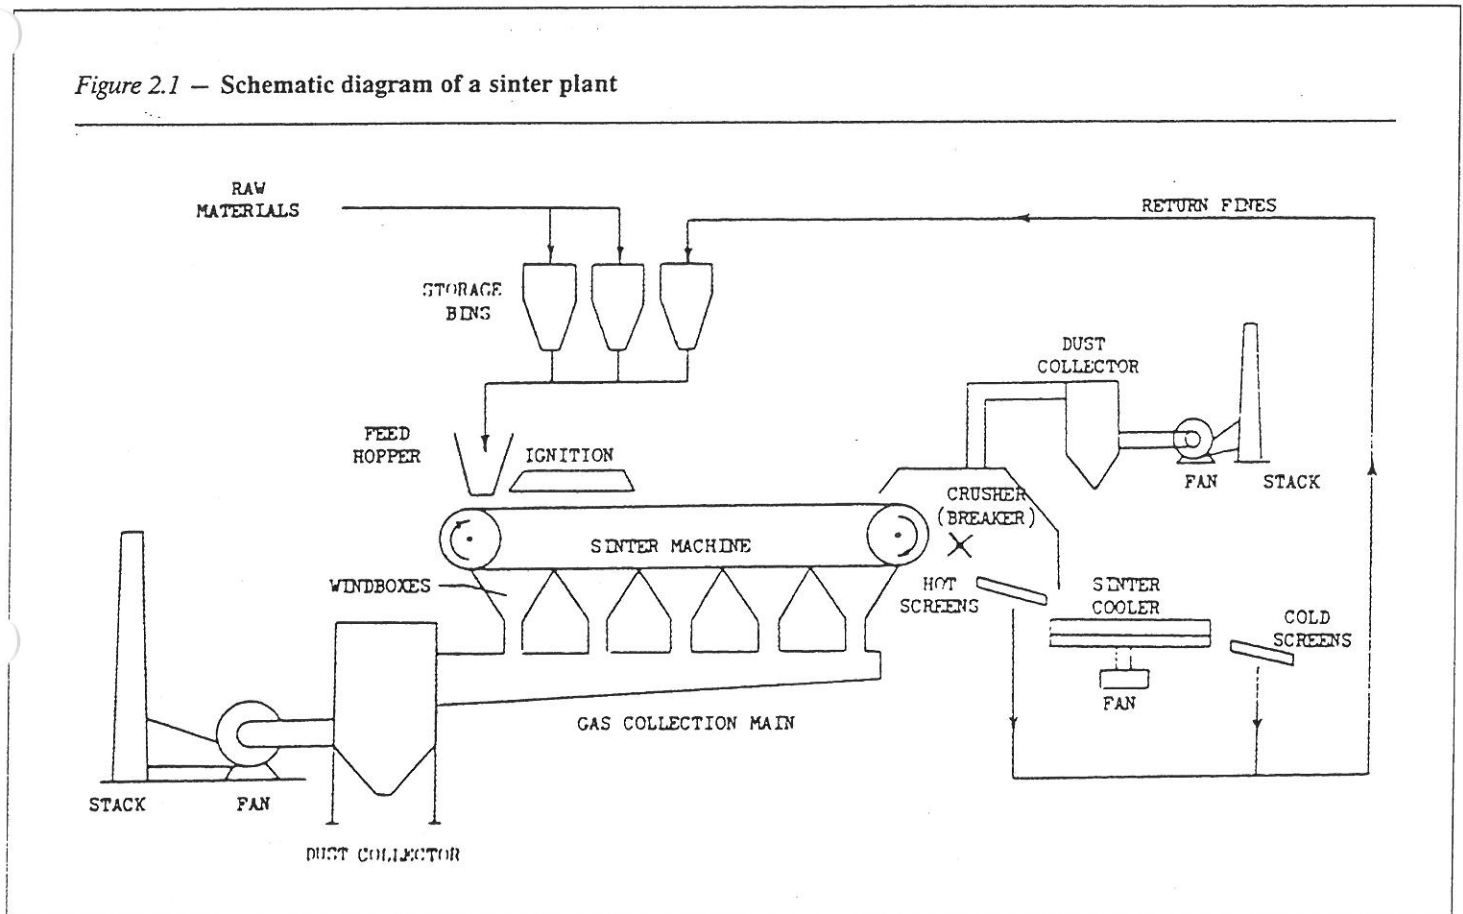 Figure 2.1 — Schematic diagram of a sinter plant
RAW
MATERIALS
RETURN FINES
STORAGE
BINS
DUST
COLLECTOR
FEED
HOPPER
IGNITION
FAN
STACK
CRUSHER
(BREAKER)
SINTER MACHINE
WINDBOXES
HOT
SCREENS
SINTER
COOLER
COLD
SCREENS
FAN
GAS COLLECTION MAIN
STACK
FAN
DUST COLLECTOR